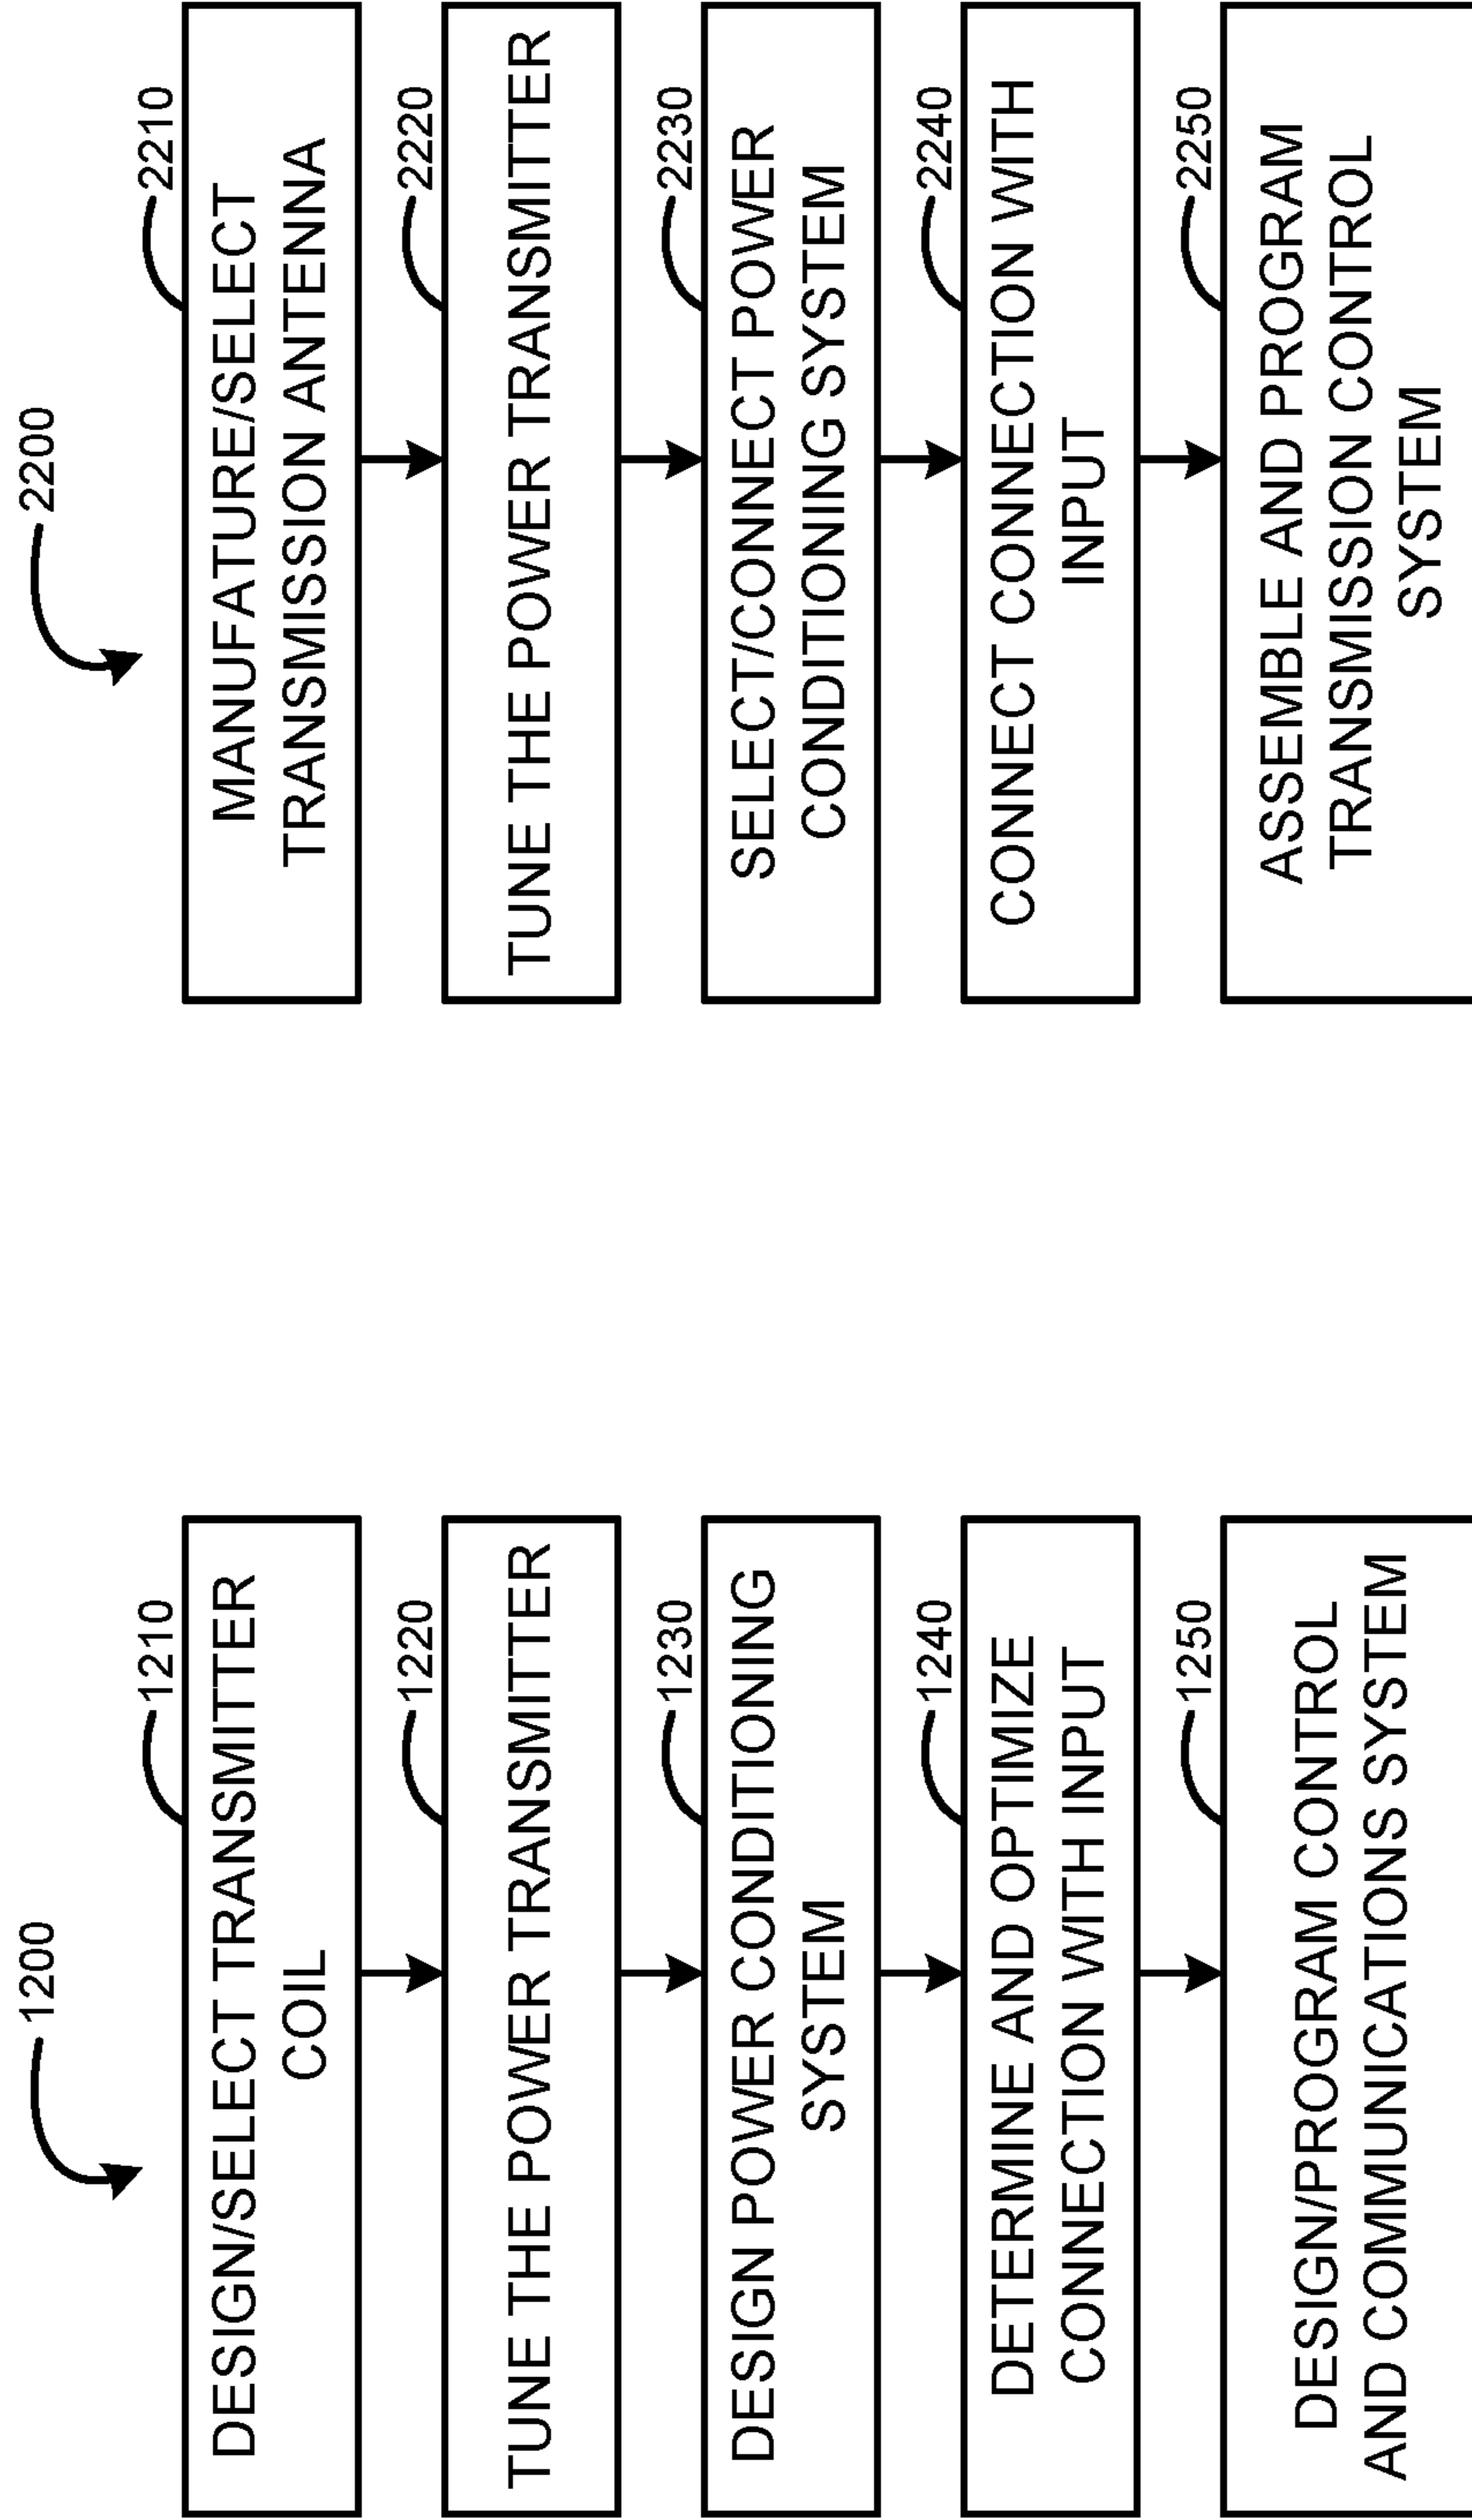 1200
1210
DESIGN/SELECT TRANSMITTER
COIL
1220
TUNE THE POWER TRANSMITTER
1230
DESIGN POWER CONDITIONING
SYSTEM
1240
DETERMINE AND OPTIMIZE
CONNECTION WITH INPUT
1250
DESIGN/PROGRAM CONTROL
AND COMMUNICATIONS SYSTEM
2200
2210
MANUFATURE/SELECT
TRANSMISSION ANTENNA
2220
TUNE THE POWER TRANSMITTER
2230
SELECT/CONNECT POWER
CONDITIONING SYSTEM
2240
CONNECT CONNECTION WITH
INPUT
2250
ASSEMBLE AND PROGRAM
TRANSMISSION CONTROL
SYSTEM